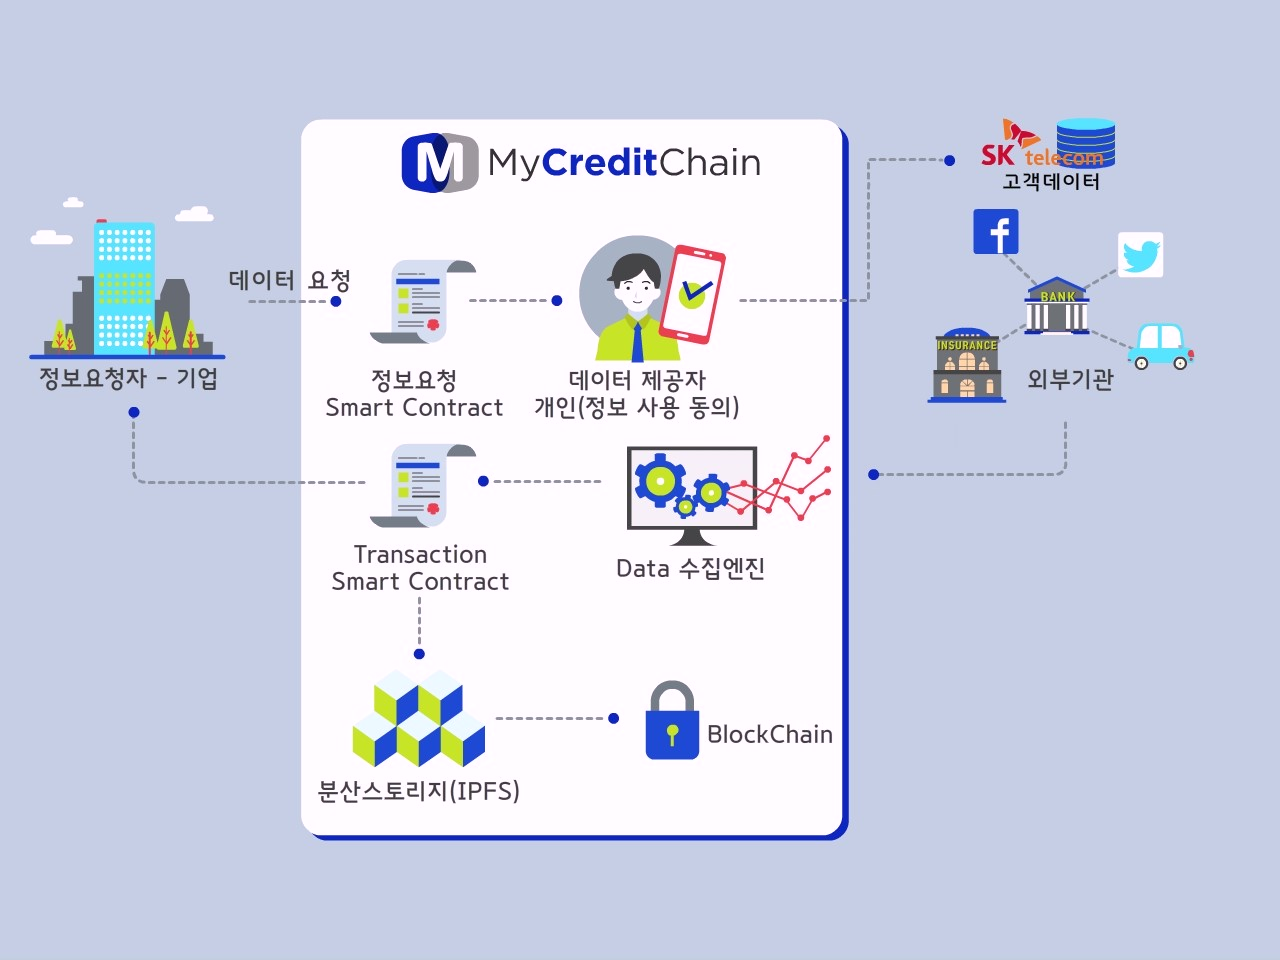 MyCreditChain
SK telecom
고객데이터
데이터 요청
BANK
INSURANCE
정보요청자 - 기업
정보요청
Smart Contract
데이터 제공자
개인(정보 사용 동의)
외부기관
Transaction
Smart Contract
Data 수집엔진
BlockChain
분산스토리지(IPFS)